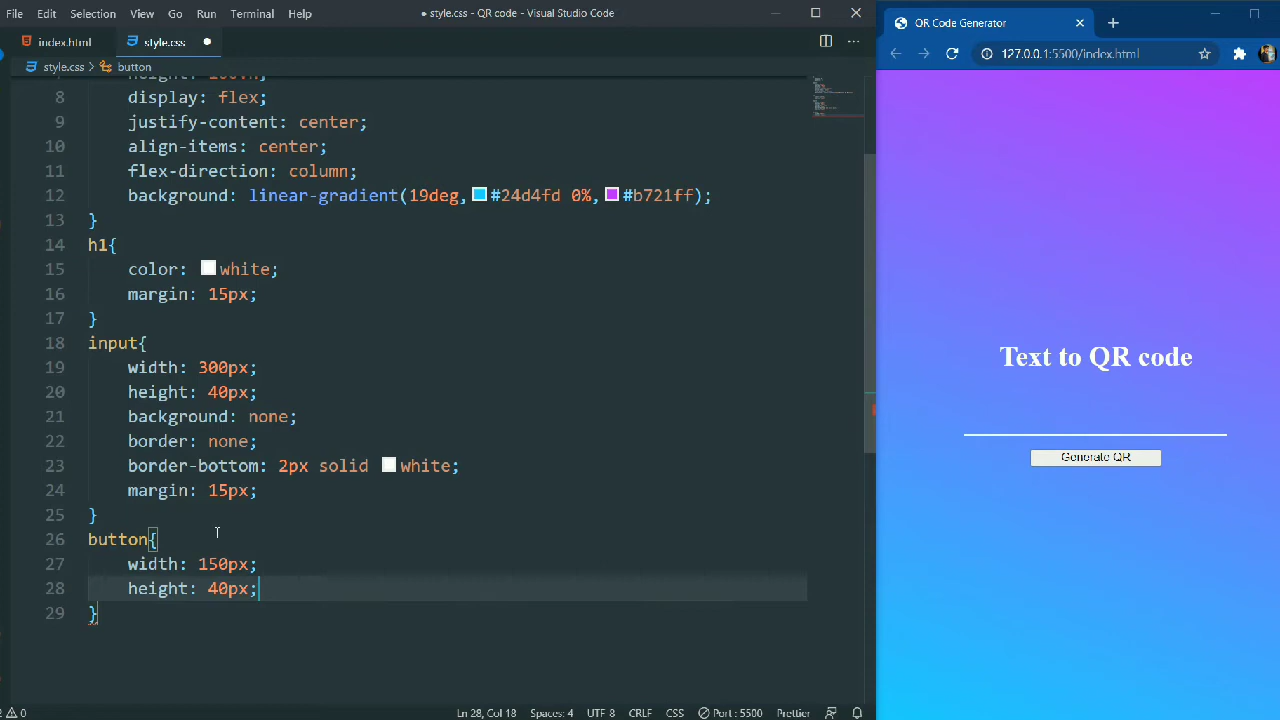 File Edit Selection View Go Run Terminal Help
● style.css - QR code - Visual Studio Code
index.html style.css
style.css > button
8 display: flex;
9 justify-content: center;
10 align-items: center;
11 flex-direction: column;
12 background: linear-gradient(19deg, #24d4fd 0%, #b721ff);
13 }
14 h1{
15 color: white;
16 margin: 15px;
17 }
18 input{
19 width: 300px;
20 height: 40px;
21 background: none;
22 border: none;
23 border-bottom: 2px solid white;
24 margin: 15px;
25 }
26 button{
27 width: 150px;
28 height: 40px;
29 }
0
Ln 28, Col 18 Spaces: 4 UTF-8 CRLF CSS Port : 5500 Prettier
QR Code Generator
127.0.0.1:5500/index.html
Text to QR code
Generate QR